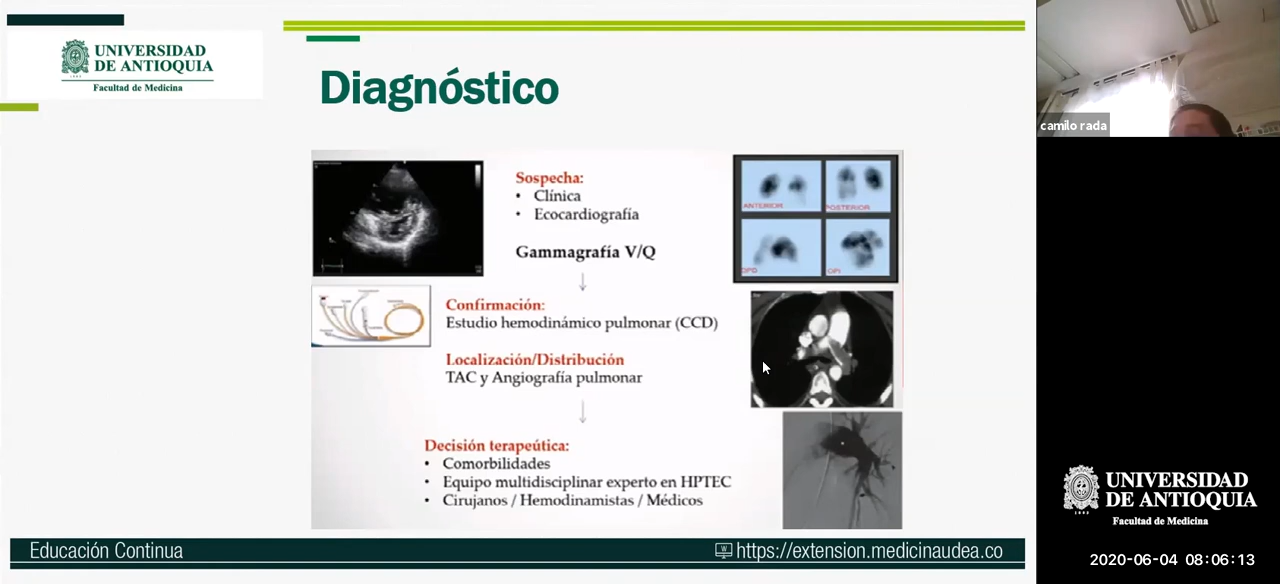 UNIVERSIDAD
DE ANTIOQUIA
1803
Facultad de Medicina
Diagnóstico
Sospecha:
• Clínica
• Ecocardiografía
Gammagrafía V/Q
ANTERIOR
POSTERIOR
OPD
OPI
Confirmación:
Estudio hemodinámico pulmonar (CCD)
Localización/Distribución
TAC y Angiografía pulmonar
Decisión terapeútica:
• Comorbilidades
• Equipo multidisciplinar experto en HPTEC
• Cirujanos / Hemodinamistas / Médicos
Educación Continua
https://extension.medicinaudea.co
camilo rada
UNIVERSIDAD
DE ANTIOQUIA
1803
Facultad de Medicina
2020-06-04 08:06:13